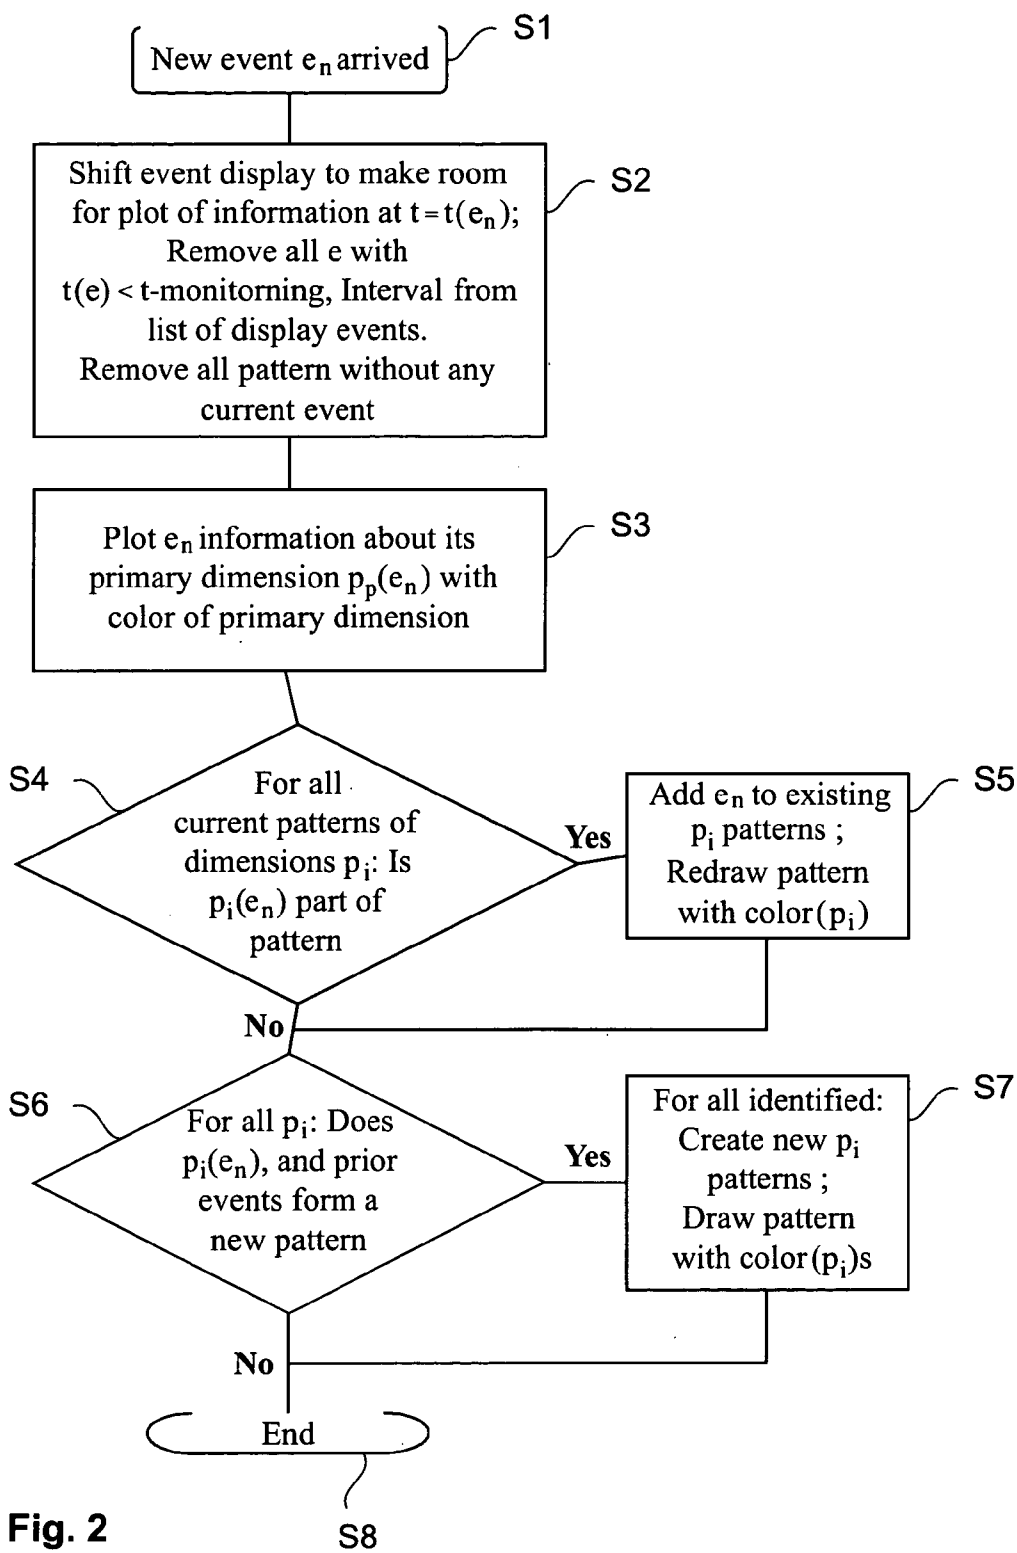 S1
New event eₙ arrived
S2
Shift event display to make room
for plot of information at t = t(eₙ);
Remove all e with
t(e) < t-monitorning, Interval from
list of display events.
Remove all pattern without any
current event
S3
Plot eₙ information about its
primary dimension pₚ(eₙ) with
color of primary dimension
S4
For all
current patterns of
dimensions pᵢ: Is
pᵢ(eₙ) part of
pattern
Yes
S5
Add eₙ to existing
pᵢ patterns ;
Redraw pattern
with color(pᵢ)
No
S6
For all pᵢ: Does
pᵢ(eₙ), and prior
events form a
new pattern
Yes
S7
For all identified:
Create new pᵢ
patterns ;
Draw pattern
with color(pᵢ)s
No
End
S8
Fig. 2